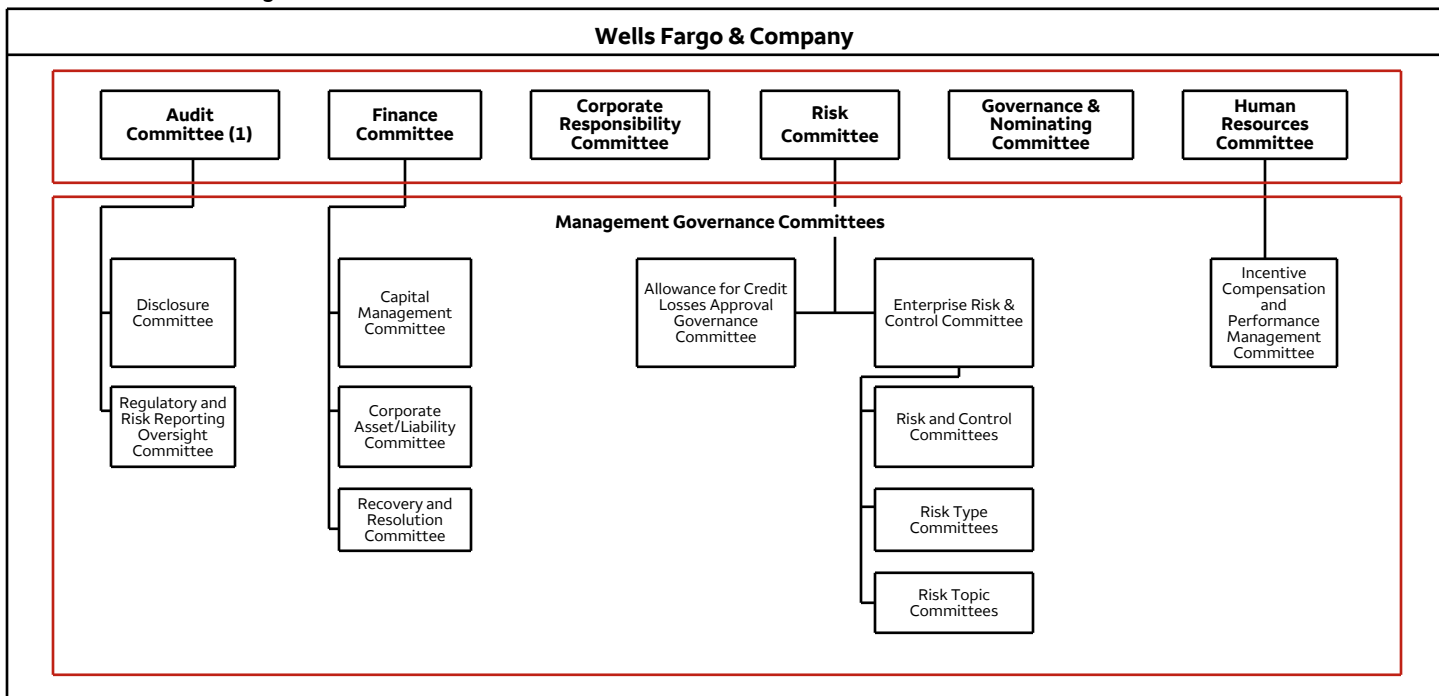 Wells Fargo & Company
Audit
Committee (1)
Finance
Committee
Corporate
Responsibility
Committee
Risk
Committee
Governance &
Nominating
Committee
Human
Resources
Committee
Management Governance Committees
Disclosure
Committee
Regulatory and
Risk Reporting
Oversight
Committee
Capital
Management
Committee
Corporate
Asset/Liability
Committee
Recovery and
Resolution
Committee
Allowance for Credit
Losses Approval
Governance
Committee
Enterprise Risk &
Control Committee
Risk and Control
Committees
Risk Type
Committees
Risk Topic
Committees
Incentive
Compensation
and
Performance
Management
Committee